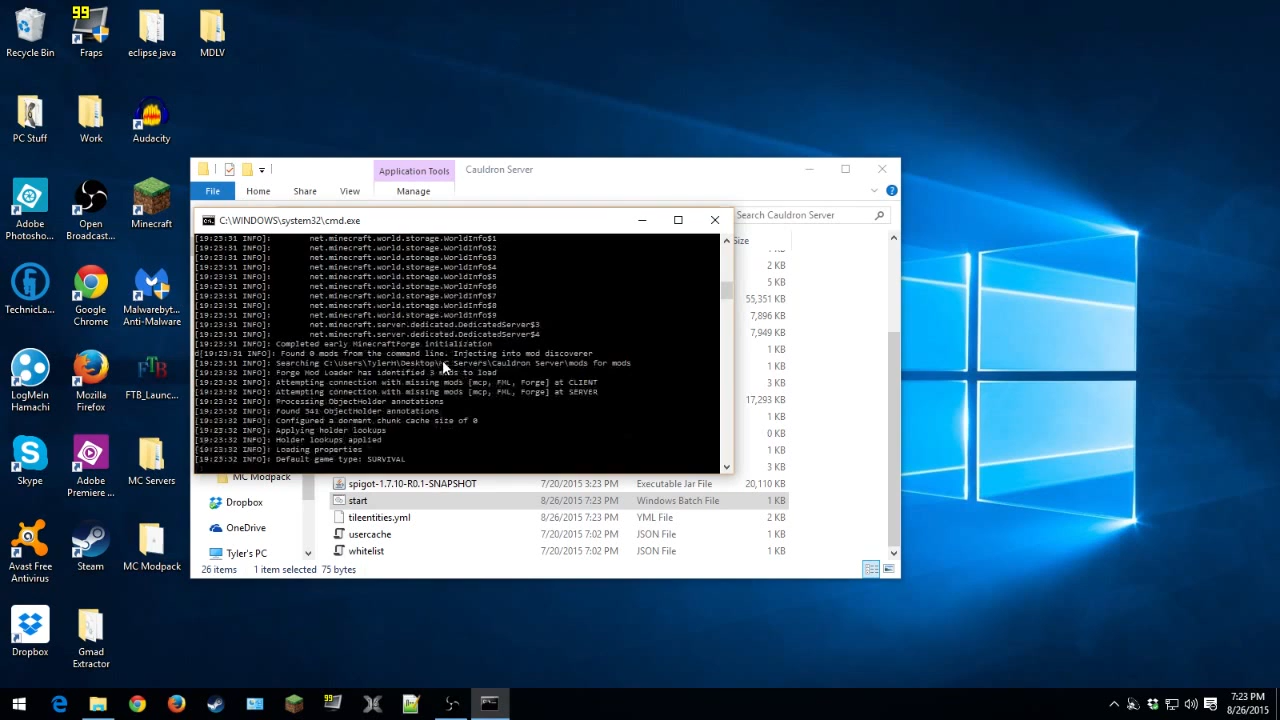 99
Recycle Bin
Fraps
eclipse java
MDLV
PC Stuff
Work
Audacity
Adobe Photosho...
Open Broadcast...
Minecraft
TechnicLa...
Google Chrome
Malwarebyt... Anti-Malware
LogMeIn Hamachi
Mozilla Firefox
FTB_Launc...
Skype
Adobe Premiere ...
MC Servers
Avast Free Antivirus
Steam
MC Modpack
Dropbox
Gmad Extractor
Application Tools
Cauldron Server
File
Home
Share
View
Manage
Search Cauldron Server
C:\WINDOWS\system32\cmd.exe
[19:23:31 INFO]: net.minecraft.world.storage.WorldInfo$1
[19:23:31 INFO]: net.minecraft.world.storage.WorldInfo$2
[19:23:31 INFO]: net.minecraft.world.storage.WorldInfo$3
[19:23:31 INFO]: net.minecraft.world.storage.WorldInfo$4
[19:23:31 INFO]: net.minecraft.world.storage.WorldInfo$5
[19:23:31 INFO]: net.minecraft.world.storage.WorldInfo$6
[19:23:31 INFO]: net.minecraft.world.storage.WorldInfo$7
[19:23:31 INFO]: net.minecraft.world.storage.WorldInfo$8
[19:23:31 INFO]: net.minecraft.world.storage.WorldInfo$9
[19:23:31 INFO]: net.minecraft.server.dedicated.DedicatedServer$3
[19:23:31 INFO]: net.minecraft.server.dedicated.DedicatedServer$4
[19:23:31 INFO]: Completed early MinecraftForge initialization
d[19:23:31 INFO]: Found 0 mods from the command line. Injecting into mod discoverer
[19:23:31 INFO]: Searching C:\Users\TylerH\Desktop\MC Servers\Cauldron Server\mods for mods
[19:23:32 INFO]: Forge Mod Loader has identified 3 mods to load
[19:23:32 INFO]: Attempting connection with missing mods [mcp, FML, Forge] at CLIENT
[19:23:32 INFO]: Attempting connection with missing mods [mcp, FML, Forge] at SERVER
[19:23:32 INFO]: Processing ObjectHolder annotations
[19:23:32 INFO]: Found 341 ObjectHolder annotations
[19:23:32 INFO]: Configured a dormant chunk cache size of 0
[19:23:32 INFO]: Applying holder lookups
[19:23:32 INFO]: Holder lookups applied
[19:23:32 INFO]: Loading properties
[19:23:32 INFO]: Default game type: SURVIVAL
Size
2 KB
5 KB
55,351 KB
7,896 KB
7,949 KB
1 KB
1 KB
3 KB
17,293 KB
1 KB
0 KB
1 KB
3 KB
MC Modpack
Dropbox
OneDrive
Tyler's PC
spigot-1.7.10-R0.1-SNAPSHOT 7/20/2015 3:23 PM Executable Jar File 20,110 KB
start 8/26/2015 7:23 PM Windows Batch File 1 KB
tileentities.yml 8/26/2015 7:23 PM YML File 2 KB
usercache 7/20/2015 7:02 PM JSON File 1 KB
whitelist 7/20/2015 7:02 PM JSON File 1 KB
26 items 1 item selected 75 bytes
99
7:23 PM
8/26/2015